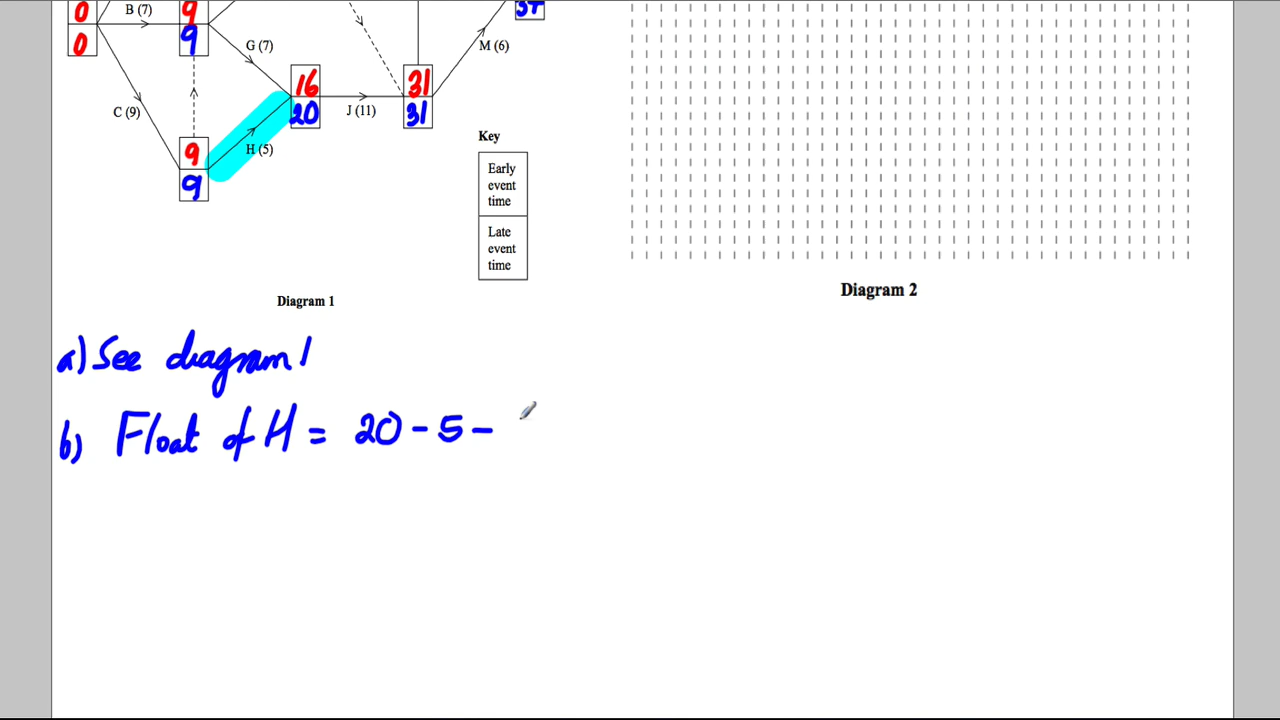 0
0
B (7)
9
9
G (7)
M (6)
16
20
J (11)
31
31
C (9)
H (5)
9
9
Key
Early
event
time
Late
event
time
Diagram 1
Diagram 2
a) See diagram 1
b) Float of H = 20 - 5 -